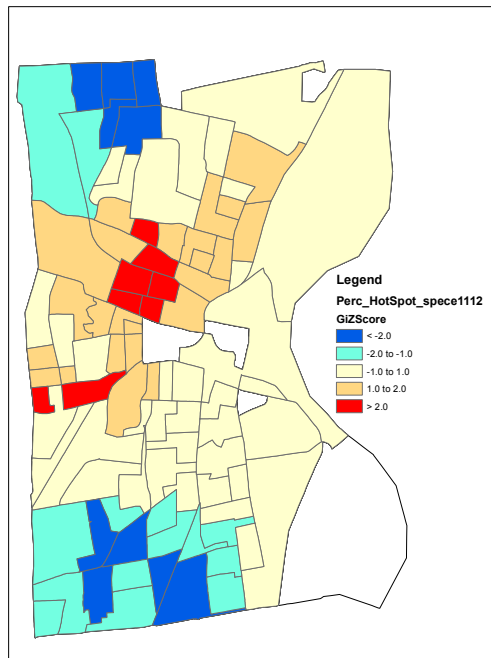 Legend
Perc_HotSpot_spece1112
GiZScore
< -2.0
-2.0 to -1.0
-1.0 to 1.0
1.0 to 2.0
> 2.0